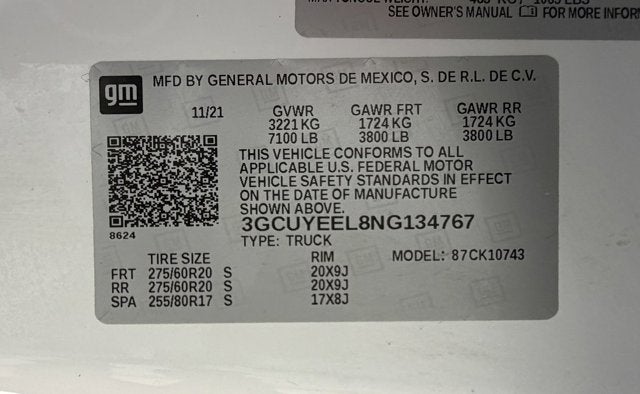 SEE OWNER'S MANUAL FOR MORE INFOR
gm
MFD BY GENERAL MOTORS DE MEXICO, S. DE R.L. DE C.V.
11/21 GVWR GAWR FRT GAWR RR
3221 KG 1724 KG 1724 KG
7100 LB 3800 LB 3800 LB
THIS VEHICLE CONFORMS TO ALL
APPLICABLE U.S. FEDERAL MOTOR
VEHICLE SAFETY STANDARDS IN EFFECT
ON THE DATE OF MANUFACTURE
SHOWN ABOVE.
8624
3GCUYEEL8NG134767
TYPE: TRUCK
TIRE SIZE RIM MODEL: 87CK10743
FRT 275/60R20 S 20X9J
RR 275/60R20 S 20X9J
SPA 255/80R17 S 17X8J